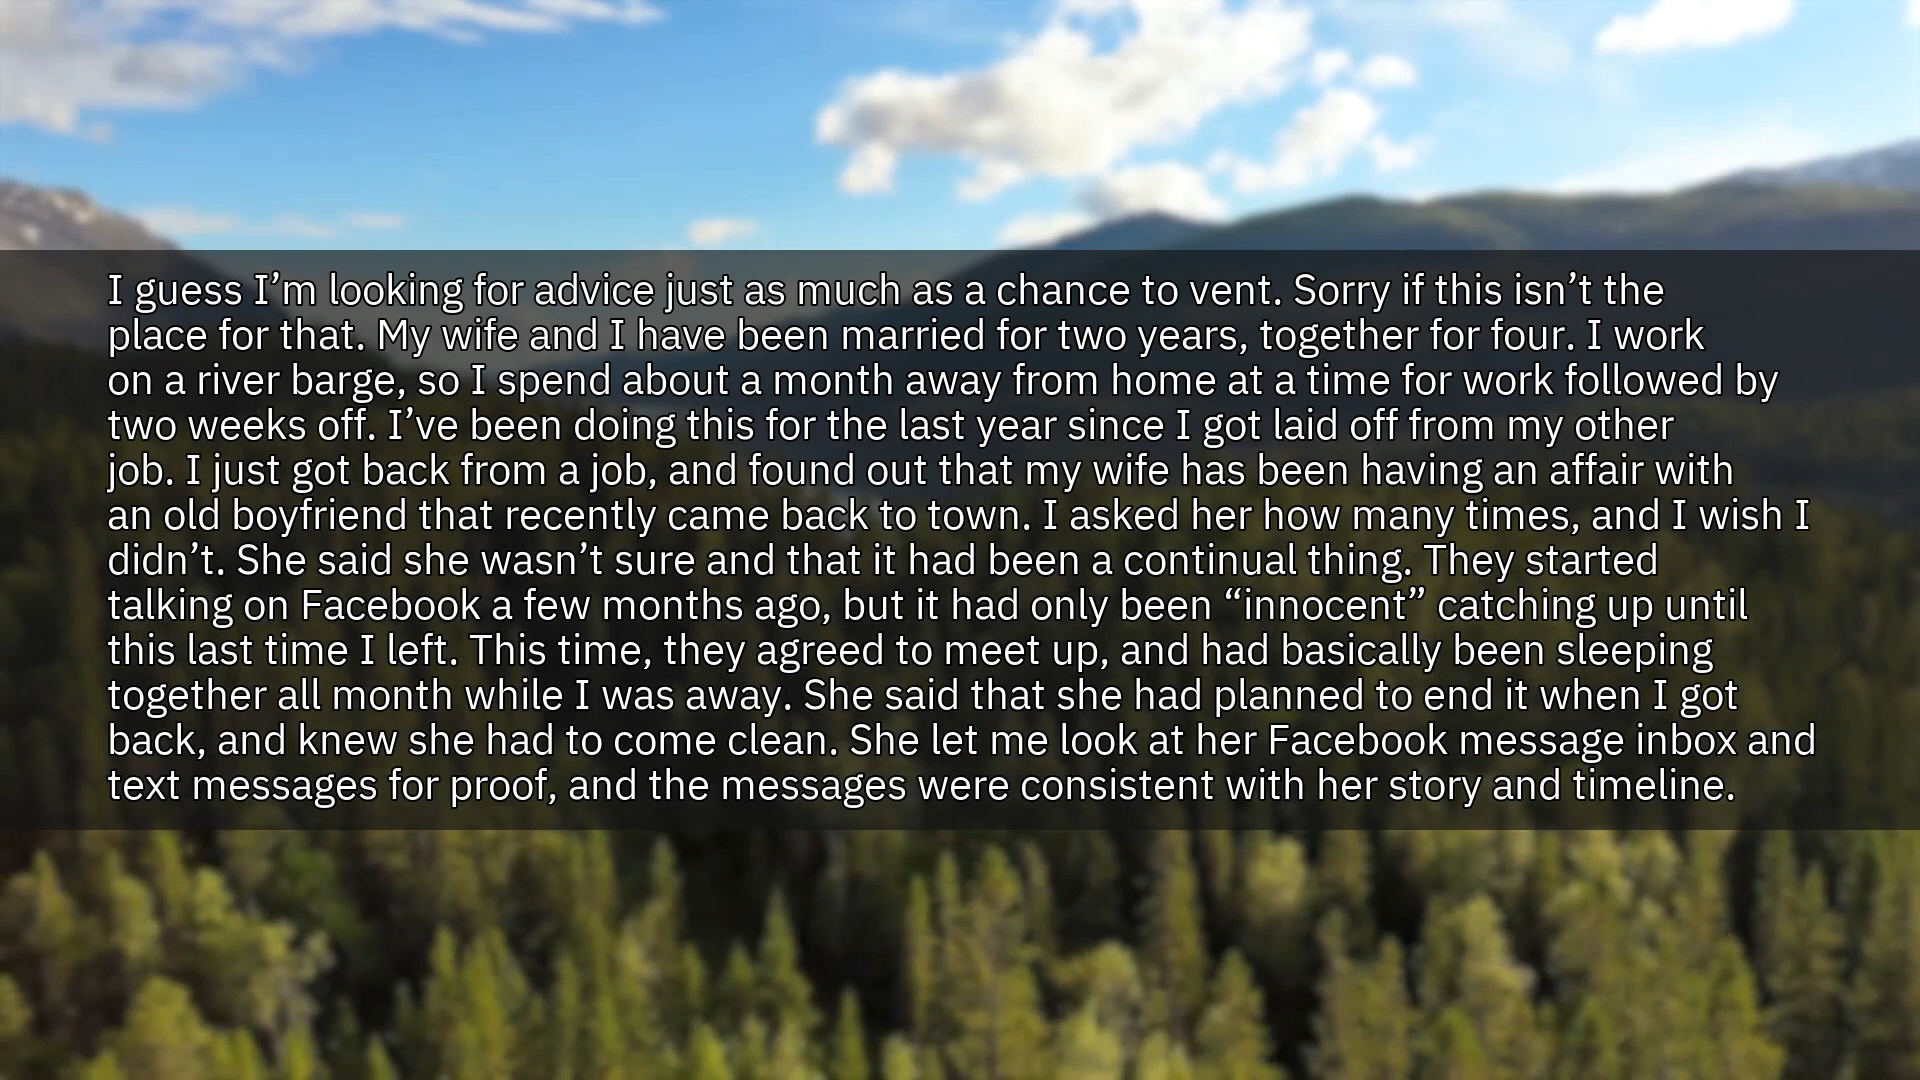 I guess I’m looking for advice just as much as a chance to vent. Sorry if this isn’t the
place for that. My wife and I have been married for two years, together for four. I work
on a river barge, so I spend about a month away from home at a time for work followed by
two weeks off. I’ve been doing this for the last year since I got laid off from my other
job. I just got back from a job, and found out that my wife has been having an affair with
an old boyfriend that recently came back to town. I asked her how many times, and I wish I
didn’t. She said she wasn’t sure and that it had been a continual thing. They started
talking on Facebook a few months ago, but it had only been “innocent” catching up until
this last time I left. This time, they agreed to meet up, and had basically been sleeping
together all month while I was away. She said that she had planned to end it when I got
back, and knew she had to come clean. She let me look at her Facebook message inbox and
text messages for proof, and the messages were consistent with her story and timeline.